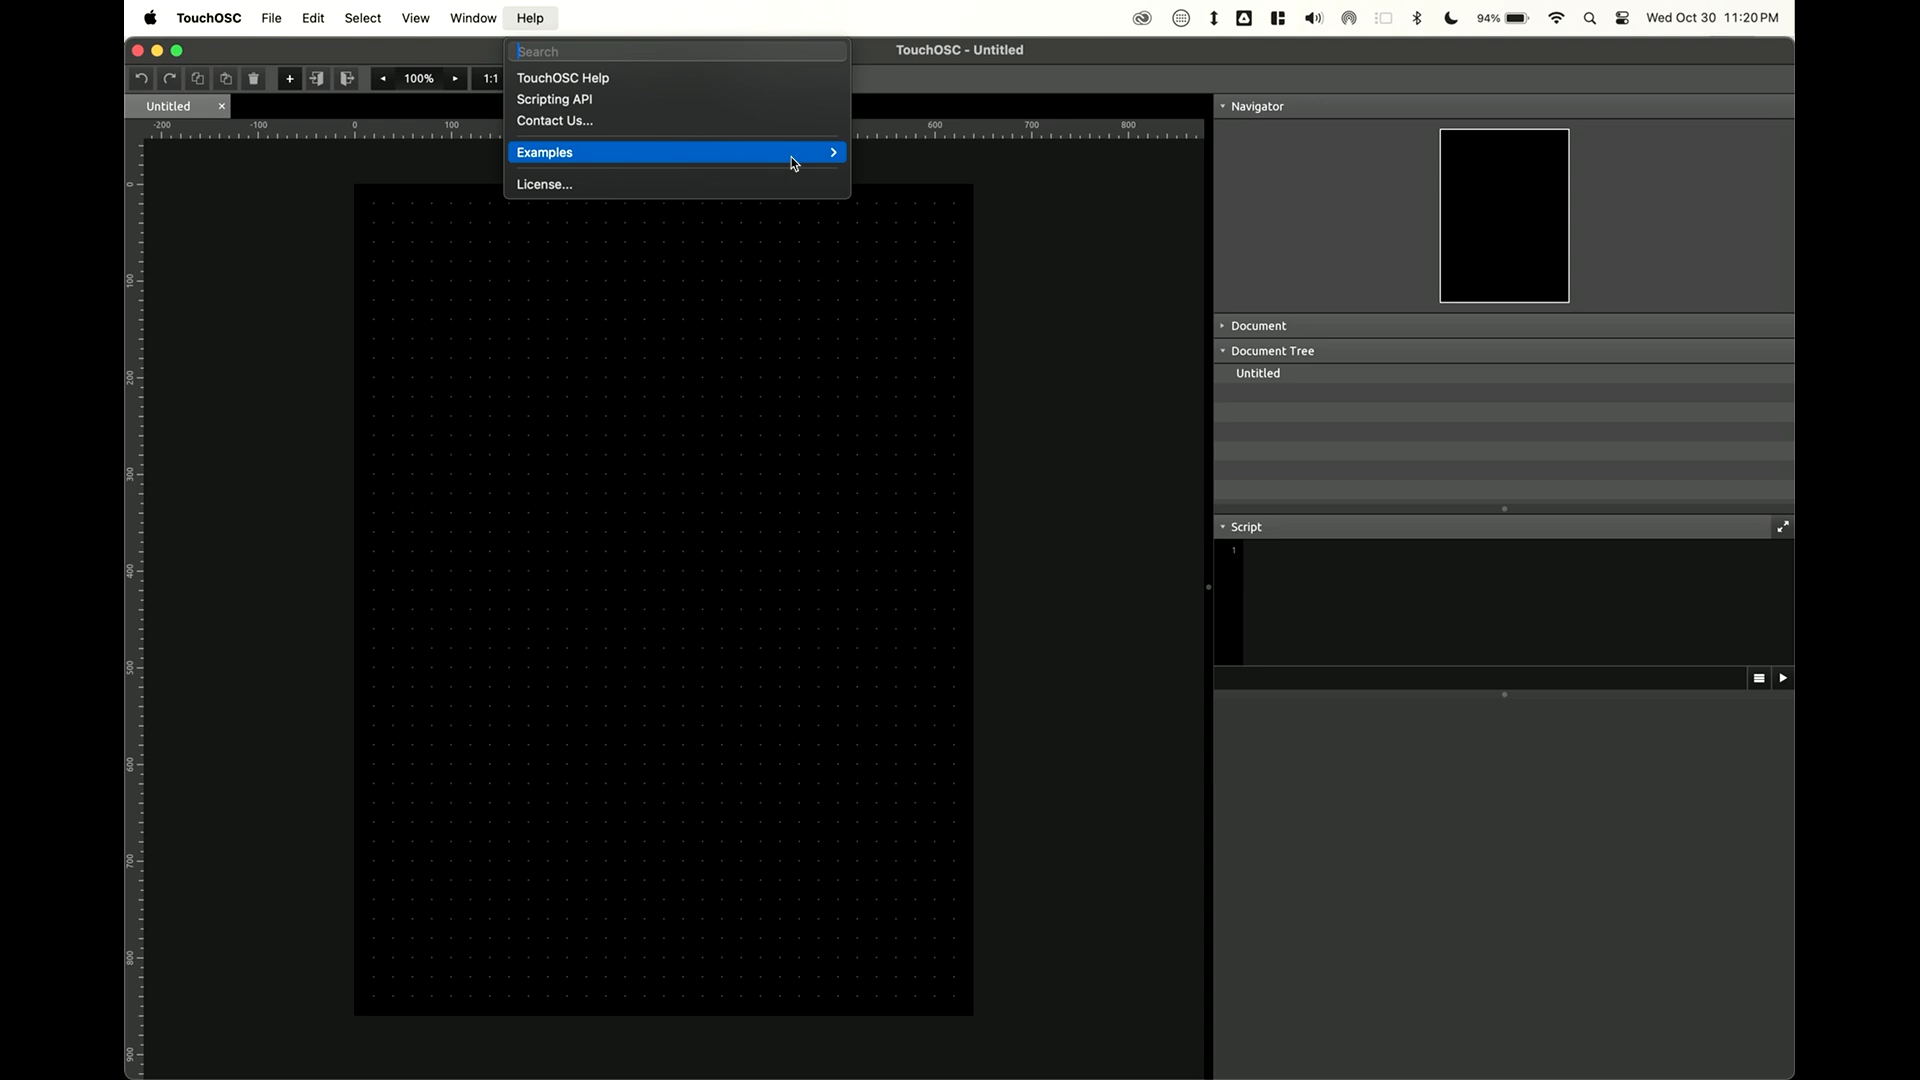 TouchOSC File Edit Select View Window Help
94% Wed Oct 30 11:20 PM
TouchOSC - Untitled
100% 1:1
Search
TouchOSC Help
Scripting API
Contact Us...
Examples
License...
Untitled
-200 -100 0 100 600 700 800
0
100
200
300
400
500
600
700
800
900
Navigator
Document
Document Tree
Untitled
Script
1